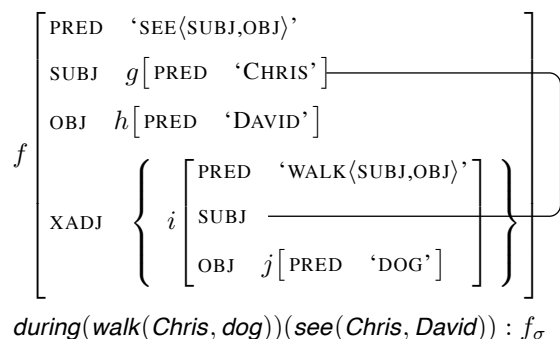 PRED ‘SEE⟨SUBJ,OBJ⟩’
SUBJ g[PRED ‘CHRIS’]
OBJ h[PRED ‘DAVID’]
f
PRED ‘WALK⟨SUBJ,OBJ⟩’
XADJ { i[SUBJ }
OBJ j[PRED ‘DOG’]
during(walk(Chris, dog))(see(Chris, David)) : fσ